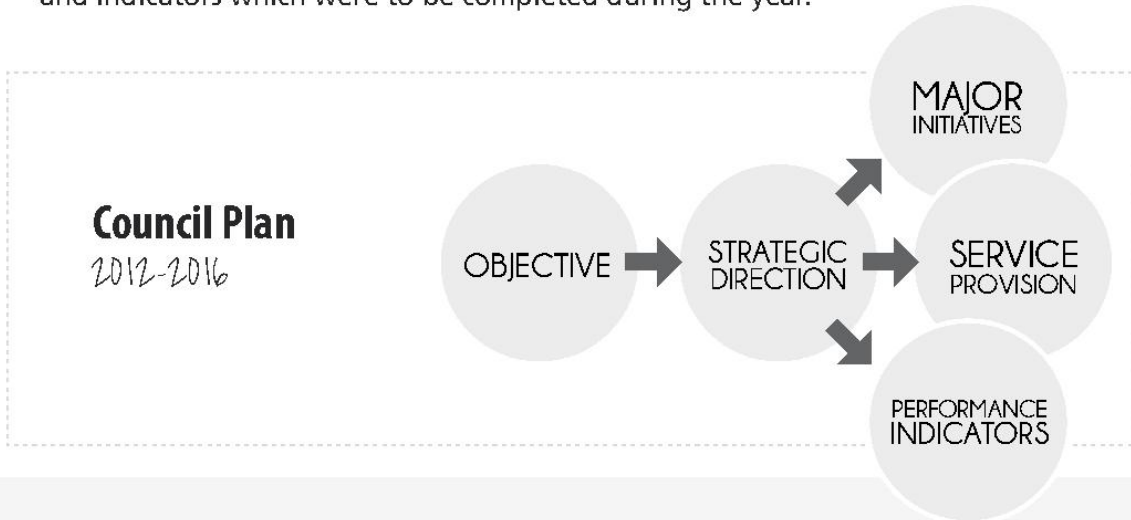 and indicators which were to be completed during the year.
Council Plan
2012-2016
OBJECTIVE
STRATEGIC
DIRECTION
MAJOR
INITIATIVES
SERVICE
PROVISION
PERFORMANCE
INDICATORS